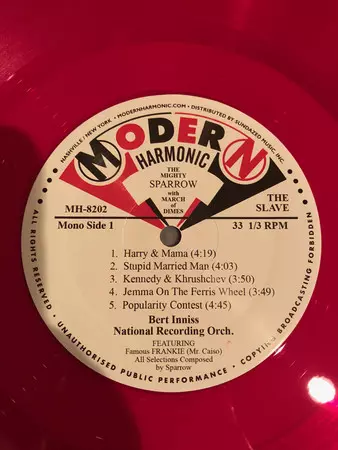 NASHVILLE / NEW YORK • MODERNHARMONIC.COM • DISTRIBUTED BY SUNDAZED MUSIC, INC.
MODERN
HARMONIC
THE
MIGHTY
SPARROW
with
MARCH
of
DIMES
MH-8202
THE
SLAVE
Mono Side 1
33 1/3 RPM
1. Harry & Mama (4:19)
2. Stupid Married Man (4:03)
3. Kennedy & Khrushchev (3:50)
4. Jemma On The Ferris Wheel (3:49)
5. Popularity Contest (4:45)
Bert Inniss
National Recording Orch.
FEATURING
Famous FRANKIE (Mr. Caiso)
All Selections Composed
by Sparrow
• ALL RIGHTS RESERVED • UNAUTHORISED PUBLIC PERFORMANCE • BROADCASTING FORBIDDEN •